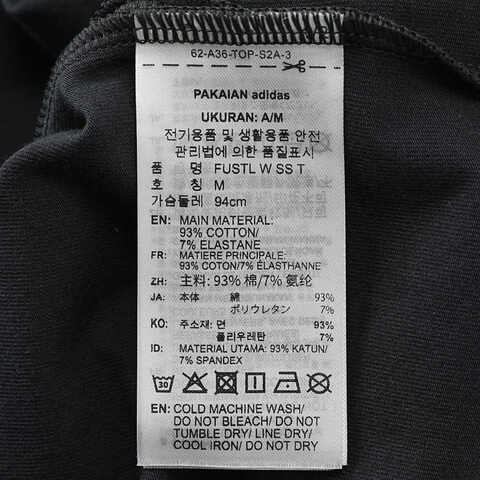 62-A36-TOP-S2A-3
PAKAIAN adidas
UKURAN: A/M
전기용품 및 생활용품 안전
관리법에 의한 품질표시
품 명 FUSTL W SS T
호 칭 M
가슴둘레 94cm
EN: MAIN MATERIAL:
93% COTTON/
7% ELASTANE
FR: MATIERE PRINCIPALE:
93% COTON/7% ÉLASTHANNE
ZH: 主料: 93% 棉/7% 氨纶
JA: 本体 綿 93%
ポリウレタン 7%
KO: 주소재: 면 93%
폴리우레탄 7%
ID: MATERIAL UTAMA: 93% KATUN/
7% SPANDEX
30
EN: COLD MACHINE WASH/
DO NOT BLEACH/DO NOT
TUMBLE DRY/ LINE DRY/
COOL IRON/ DO NOT DRY